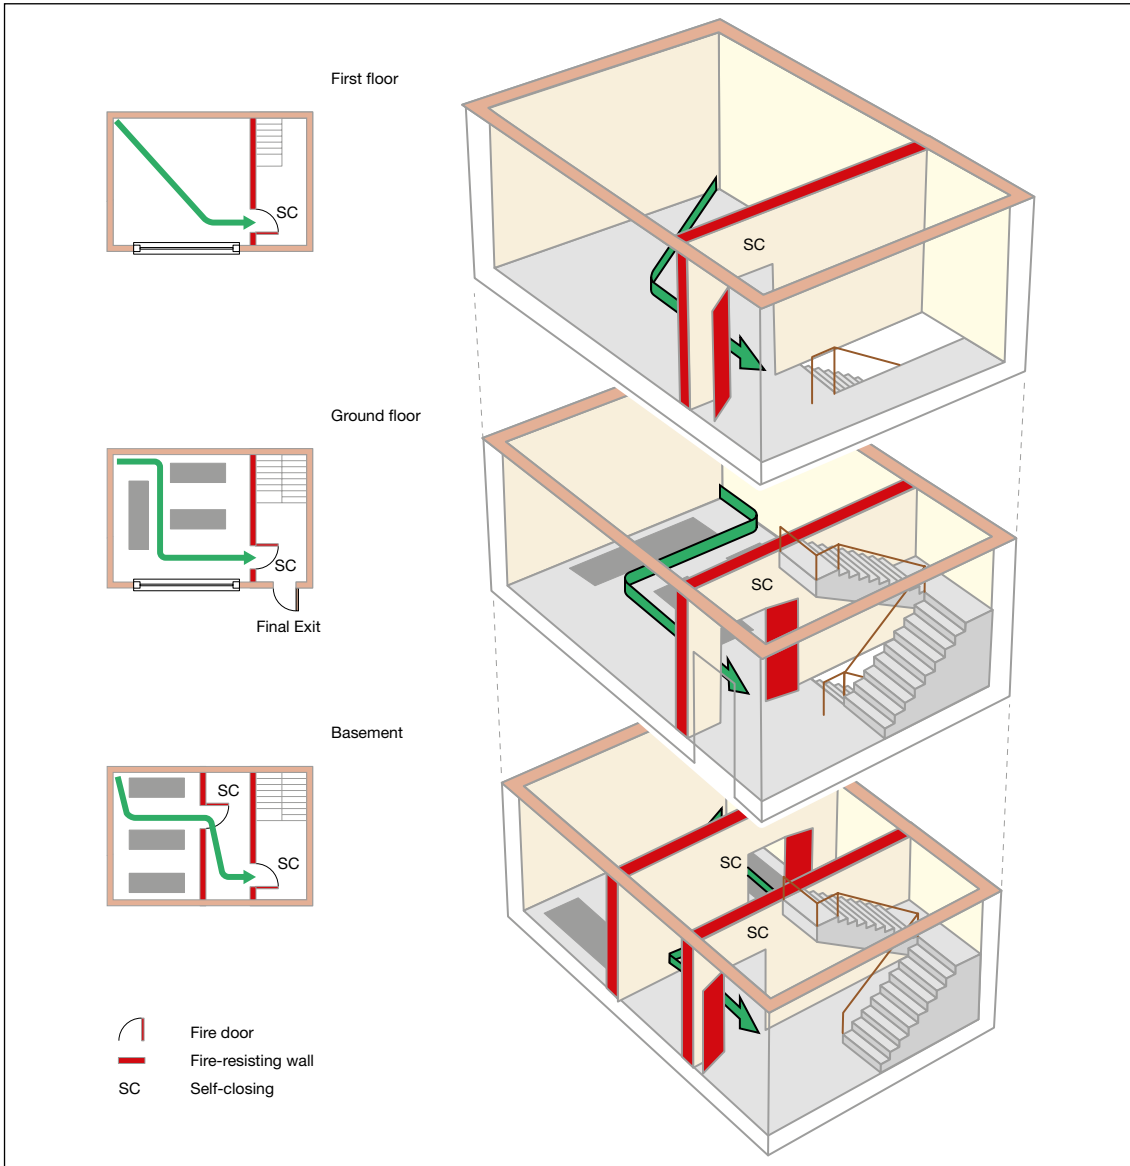 First floor
SC
SC
Ground floor
SC
SC
Final Exit
Basement
SC
SC
SC
SC
Fire door
Fire-resisting wall
SC
Self-closing